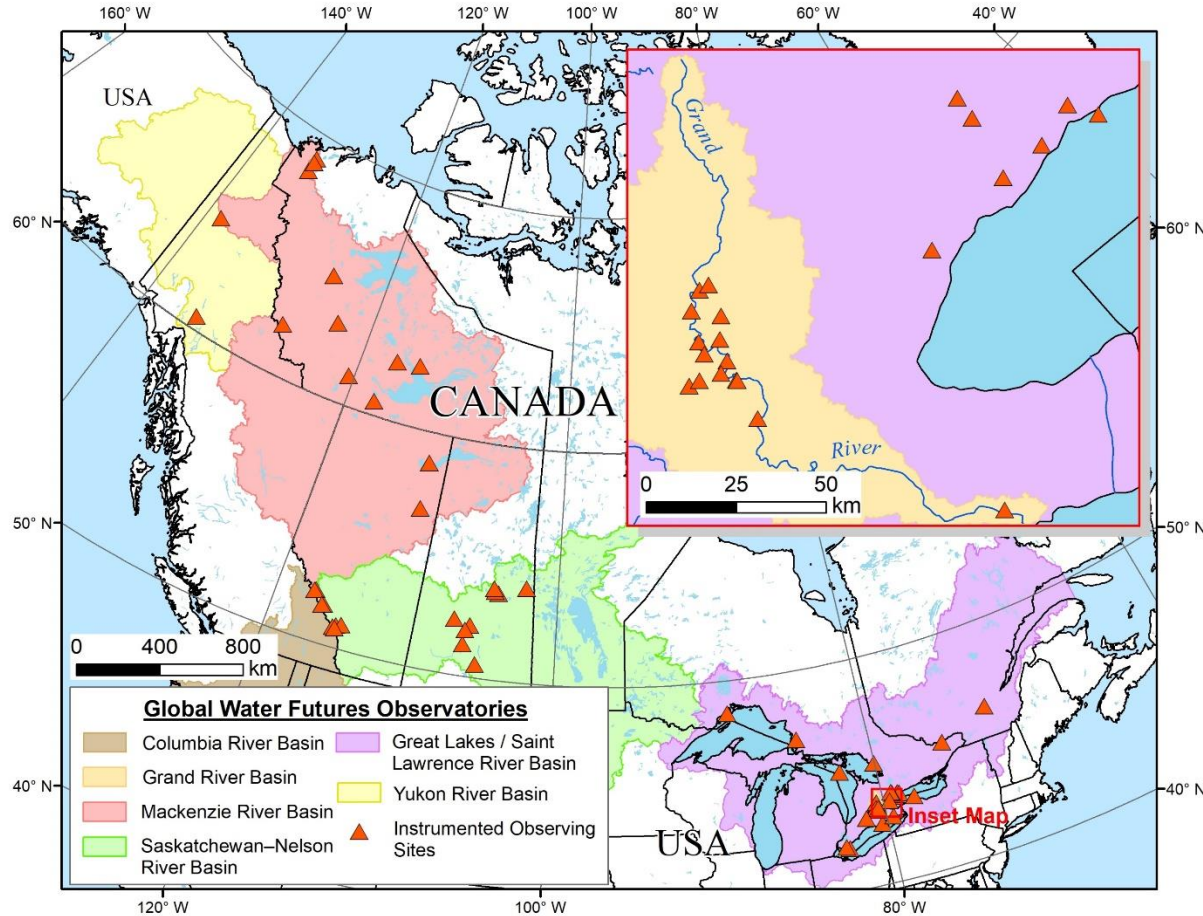 160° W
140° W
120° W
100° W
80° W
60° W
40° W
USA
Grand
60° N
60° N
CANADA
River
0
25
50
km
50° N
50° N
0
400
800
km
Global Water Futures Observatories
Columbia River Basin
Grand River Basin
Mackenzie River Basin
Saskatchewan–Nelson
River Basin
Great Lakes / Saint
Lawrence River Basin
Yukon River Basin
Instrumented Observing
Sites
40° N
40° N
Inset Map
USA
120° W
100° W
80° W